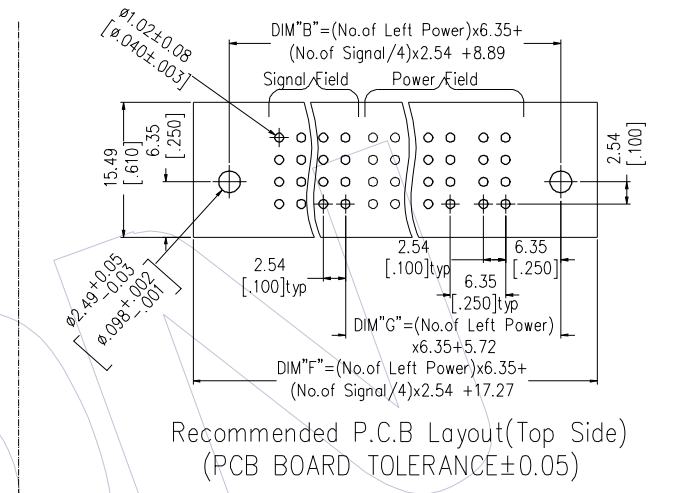 ø1.02±0.08
[ø.040±.003]
DIM"B"=(No.of Left Power)x6.35+
(No.of Signal/4)x2.54 +8.89
Signal Field
Power Field
15.49
[.610]
6.35
[.250]
2.54
[.100]
ø2.49+0.05
-0.03
ø.098+.002
-.001
2.54
[.100]typ
2.54
[.100]typ
6.35
[.250]
6.35
[.250]typ
DIM"G"=(No.of Left Power)
x6.35+5.72
DIM"F"=(No.of Left Power)x6.35+
(No.of Signal/4)x2.54 +17.27
Recommended P.C.B Layout(Top Side)
(PCB BOARD TOLERANCE±0.05)